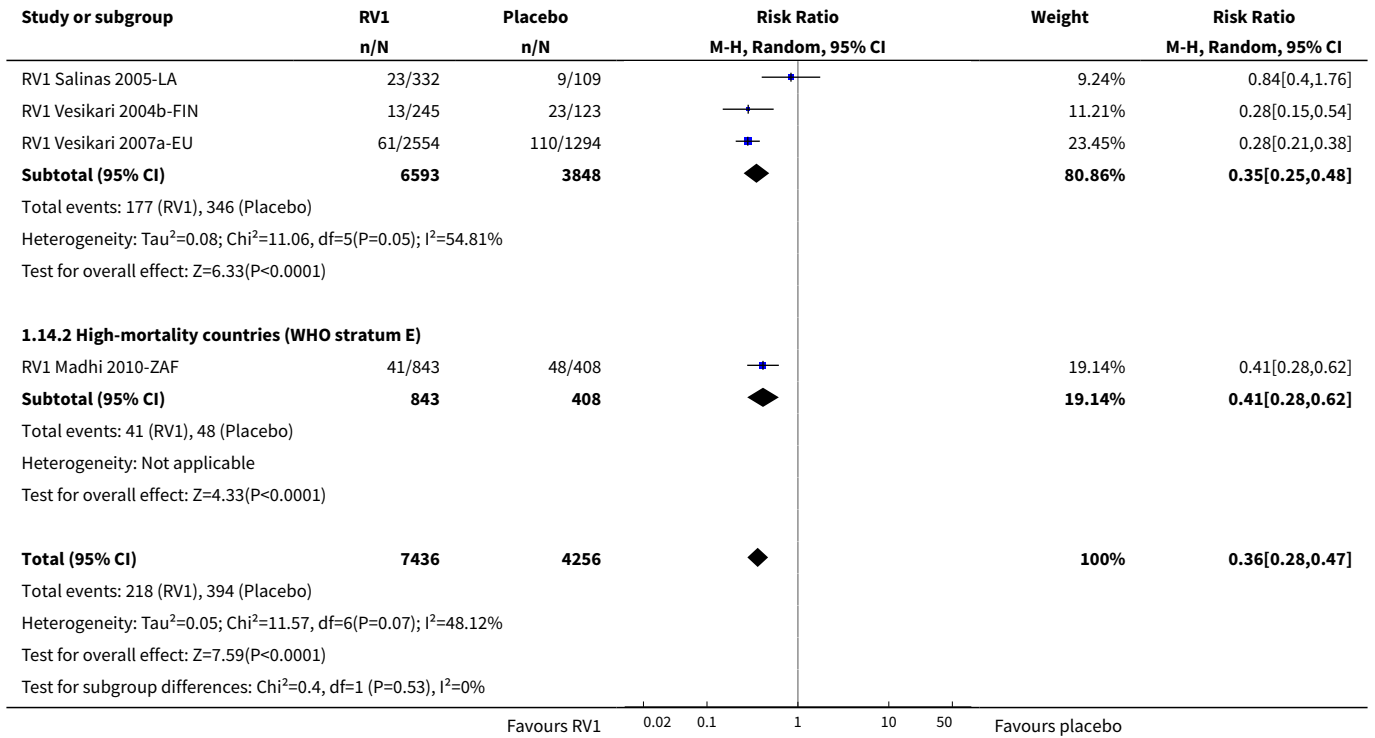 Study or subgroup RV1 Placebo Risk Ratio Weight Risk Ratio
n/N n/N M-H, Random, 95% CI M-H, Random, 95% CI
RV1 Salinas 2005-LA 23/332 9/109 9.24% 0.84[0.4,1.76]
RV1 Vesikari 2004b-FIN 13/245 23/123 11.21% 0.28[0.15,0.54]
RV1 Vesikari 2007a-EU 61/2554 110/1294 23.45% 0.28[0.21,0.38]
Subtotal (95% CI) 6593 3848 80.86% 0.35[0.25,0.48]
Total events: 177 (RV1), 346 (Placebo)
Heterogeneity: Tau²=0.08; Chi²=11.06, df=5(P=0.05); I²=54.81%
Test for overall effect: Z=6.33(P<0.0001)
1.14.2 High-mortality countries (WHO stratum E)
RV1 Madhi 2010-ZAF 41/843 48/408 19.14% 0.41[0.28,0.62]
Subtotal (95% CI) 843 408 19.14% 0.41[0.28,0.62]
Total events: 41 (RV1), 48 (Placebo)
Heterogeneity: Not applicable
Test for overall effect: Z=4.33(P<0.0001)
Total (95% CI) 7436 4256 100% 0.36[0.28,0.47]
Total events: 218 (RV1), 394 (Placebo)
Heterogeneity: Tau²=0.05; Chi²=11.57, df=6(P=0.07); I²=48.12%
Test for overall effect: Z=7.59(P<0.0001)
Test for subgroup differences: Chi²=0.4, df=1 (P=0.53), I²=0%
Favours RV1 0.02 0.1 1 10 50 Favours placebo